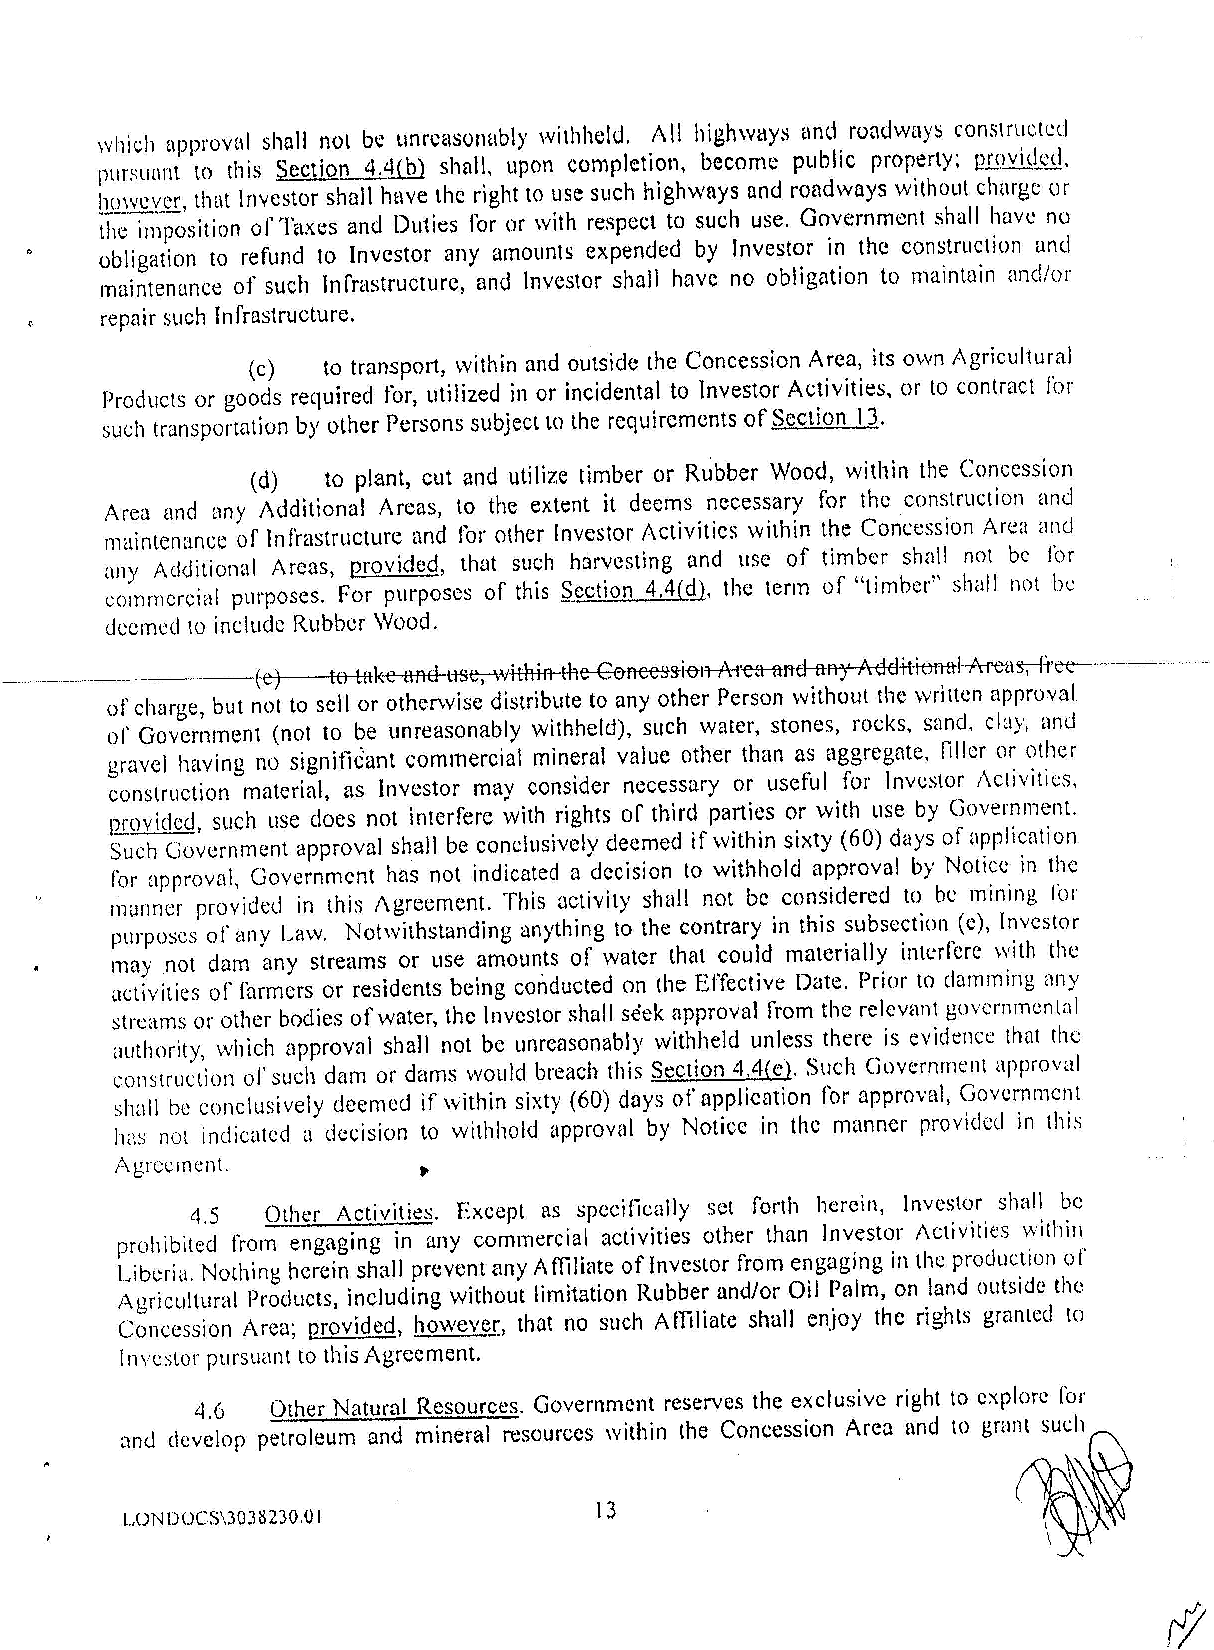 which approval shall not be unreasonably withheld. All highways and roadways constructed
pursuant to this Section 4.4(b) shall, upon completion, become public property; provided,
however, that Investor shall have the right to use such highways and roadways without charge or
the imposition of Taxes and Duties for or with respect to such use. Government shall have no
obligation to refund to Investor any amounts expended by Investor in the construction and
maintenance of such Infrastructure, and Investor shall have no obligation to maintain and/or
repair such Infrastructure.
(c) to transport, within and outside the Concession Area, its own Agricultural
Products or goods required for, utilized in or incidental to Investor Activities, or to contract for
such transportation by other Persons subject to the requirements of Section 13.
(d) to plant, cut and utilize timber or Rubber Wood, within the Concession
Area and any Additional Areas, to the extent it deems necessary for the construction and
maintenance of Infrastructure and for other Investor Activities within the Concession Area and
any Additional Areas, provided, that such harvesting and use of timber shall not be for
commercial purposes. For purposes of this Section 4.4(d), the term of “timber” shall not be
deemed to include Rubber Wood.
(e) to take and use, within the Concession Area and any Additional Areas, free
of charge, but not to sell or otherwise distribute to any other Person without the written approval
of Government (not to be unreasonably withheld), such water, stones, rocks, sand, clay, and
gravel having no significant commercial mineral value other than as aggregate, filler or other
construction material, as Investor may consider necessary or useful for Investor Activities,
provided, such use does not interfere with rights of third parties or with use by Government.
Such Government approval shall be conclusively deemed if within sixty (60) days of application
for approval, Government has not indicated a decision to withhold approval by Notice in the
manner provided in this Agreement. This activity shall not be considered to be mining for
purposes of any Law. Notwithstanding anything to the contrary in this subsection (e), Investor
may not dam any streams or use amounts of water that could materially interfere with the
activities of farmers or residents being conducted on the Effective Date. Prior to damming any
streams or other bodies of water, the Investor shall seek approval from the relevant governmental
authority, which approval shall not be unreasonably withheld unless there is evidence that the
construction of such dam or dams would breach this Section 4.4(e). Such Government approval
shall be conclusively deemed if within sixty (60) days of application for approval, Government
has not indicated a decision to withhold approval by Notice in the manner provided in this
Agreement.
4.5 Other Activities. Except as specifically set forth herein, Investor shall be
prohibited from engaging in any commercial activities other than Investor Activities within
Liberia. Nothing herein shall prevent any Affiliate of Investor from engaging in the production of
Agricultural Products, including without limitation Rubber and/or Oil Palm, on land outside the
Concession Area; provided, however, that no such Affiliate shall enjoy the rights granted to
Investor pursuant to this Agreement.
4.6 Other Natural Resources. Government reserves the exclusive right to explore for
and develop petroleum and mineral resources within the Concession Area and to grant such
LONDOCS\3038230.01 13